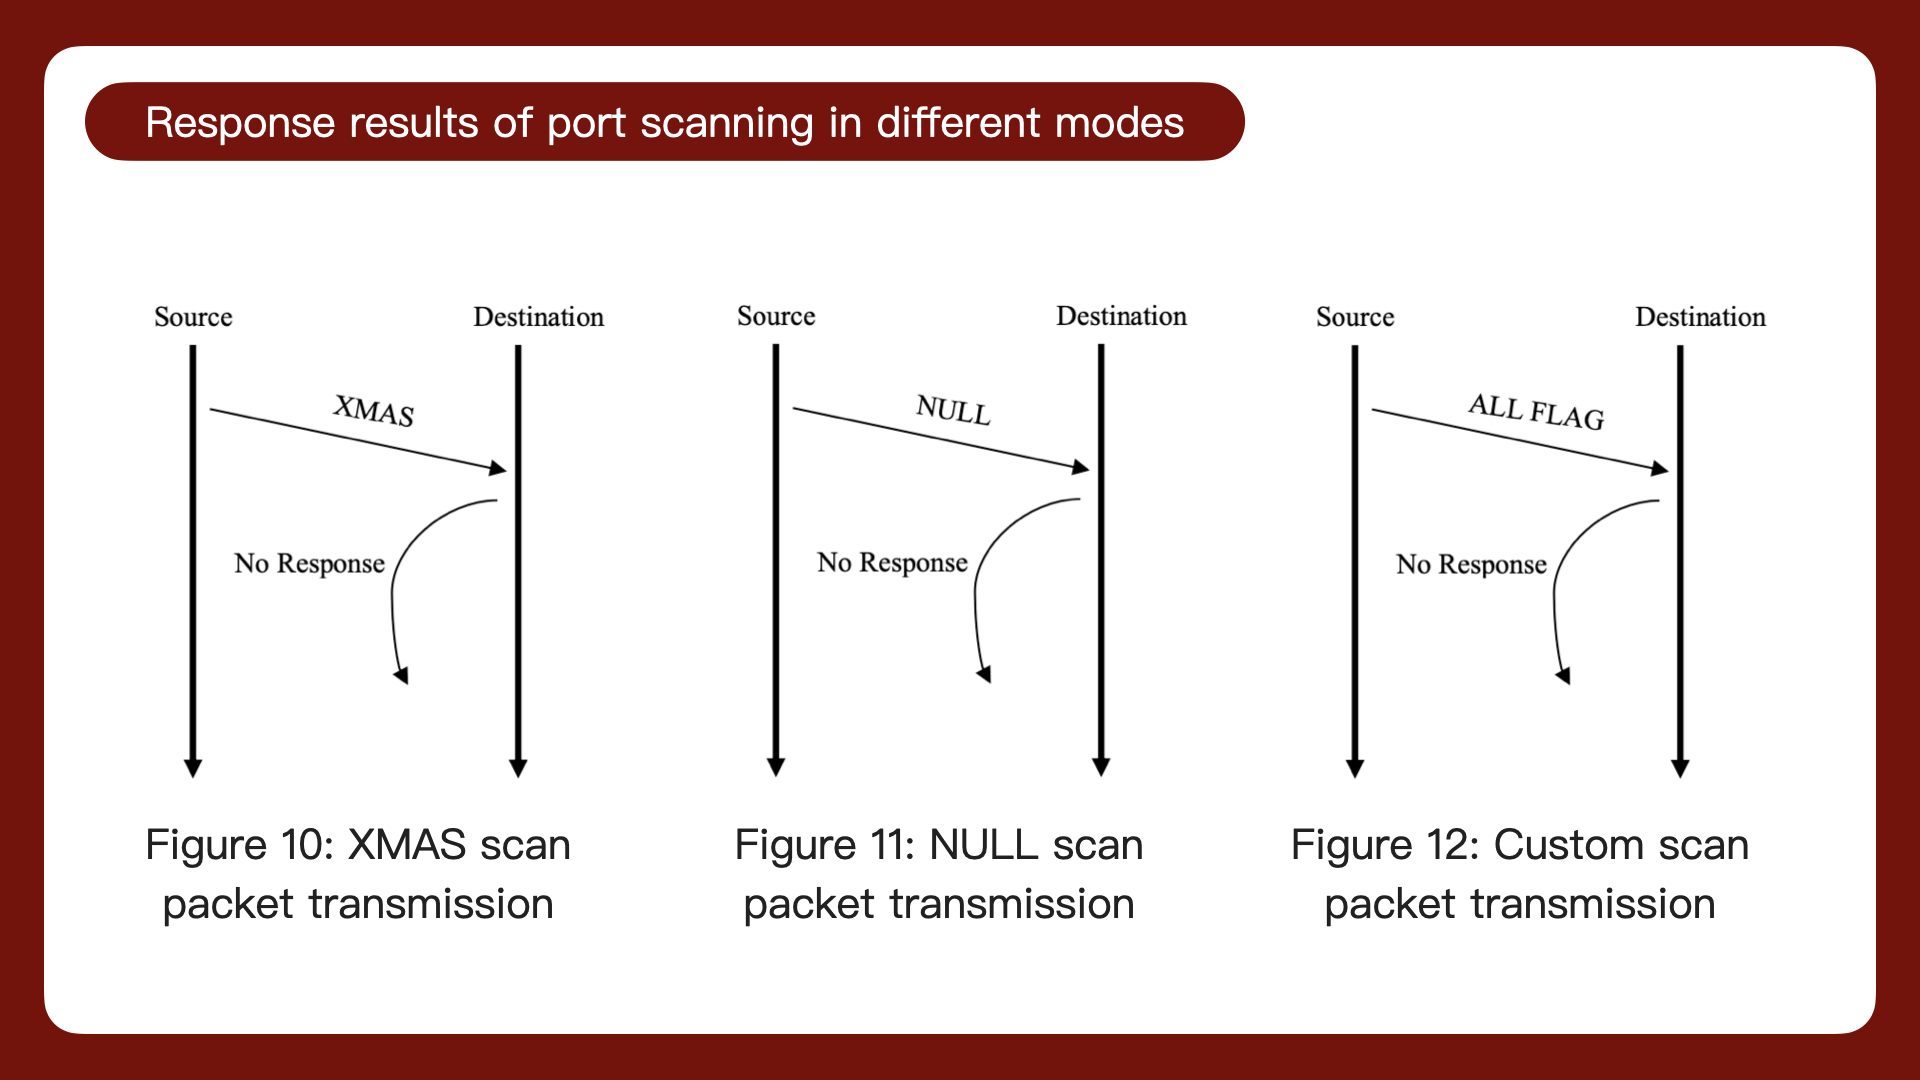 Response results of port scanning in different modes
Source
Destination
XMAS
No Response
Figure 10: XMAS scan
packet transmission
Source
Destination
NULL
No Response
Figure 11: NULL scan
packet transmission
Source
Destination
ALL FLAG
No Response
Figure 12: Custom scan
packet transmission